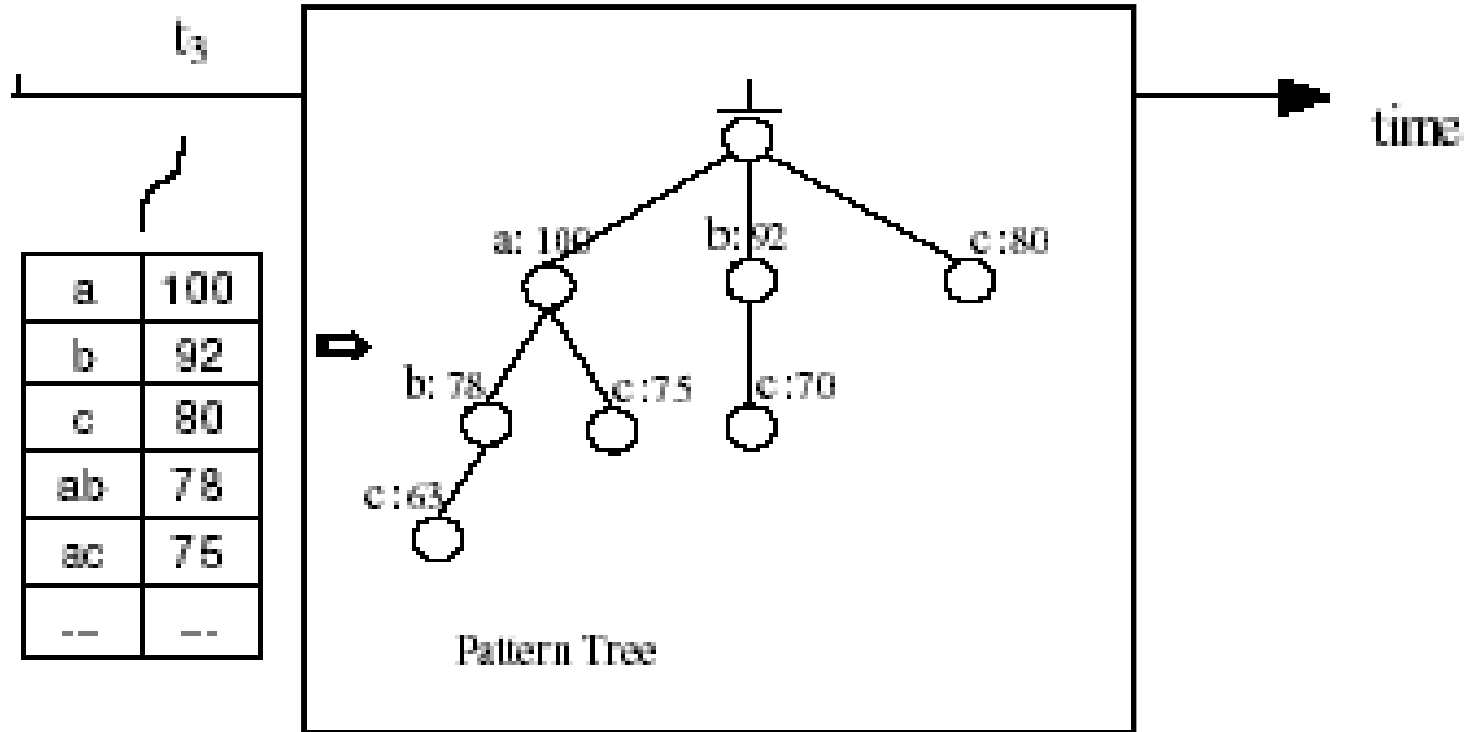 t3
time
a 100
b 92
c 80
ab 78
ac 75
--- ---
a: 100
b: 92
c :80
b: 78
c :75
c :70
c :63
Pattern Tree